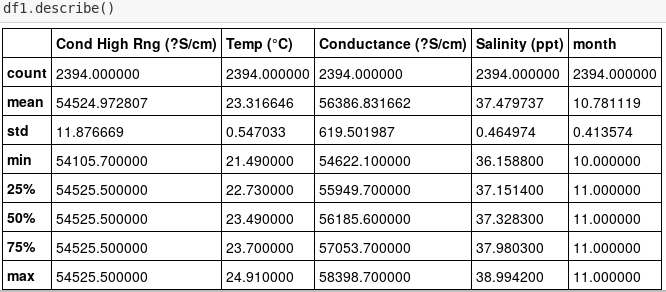 df1.describe()
Cond High Rng (?S/cm) Temp (°C) Conductance (?S/cm) Salinity (ppt) month
count 2394.000000 2394.000000 2394.000000 2394.000000 2394.000000
mean 54524.972807 23.316646 56386.831662 37.479737 10.781119
std 11.876669 0.547033 619.501987 0.464974 0.413574
min 54105.700000 21.490000 54622.100000 36.158800 10.000000
25% 54525.500000 22.730000 55949.700000 37.151400 11.000000
50% 54525.500000 23.490000 56185.600000 37.328300 11.000000
75% 54525.500000 23.700000 57053.700000 37.980300 11.000000
max 54525.500000 24.910000 58398.700000 38.994200 11.000000